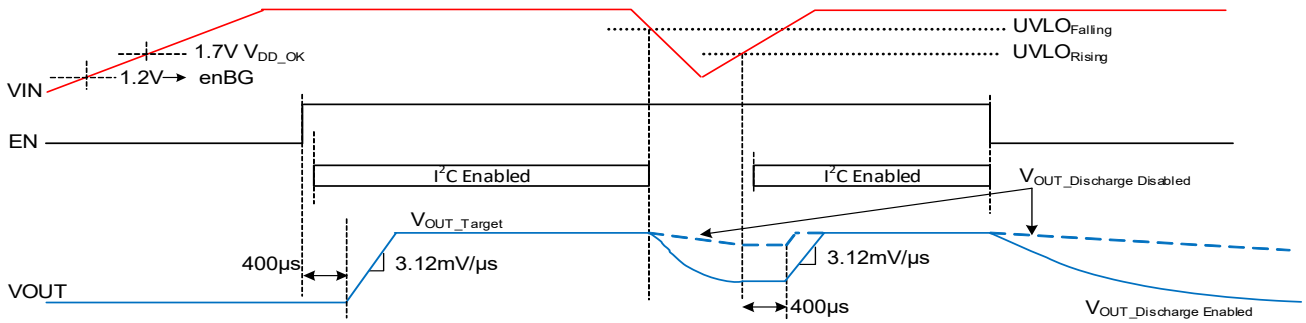 UVLOFalling
1.7V VDD_OK
UVLORising
1.2V enBG
VIN
EN
I²C Enabled
I²C Enabled
VOUT_Discharge Disabled
VOUT_Target
400µs
3.12mV/µs
3.12mV/µs
VOUT
400µs
VOUT_Discharge Enabled